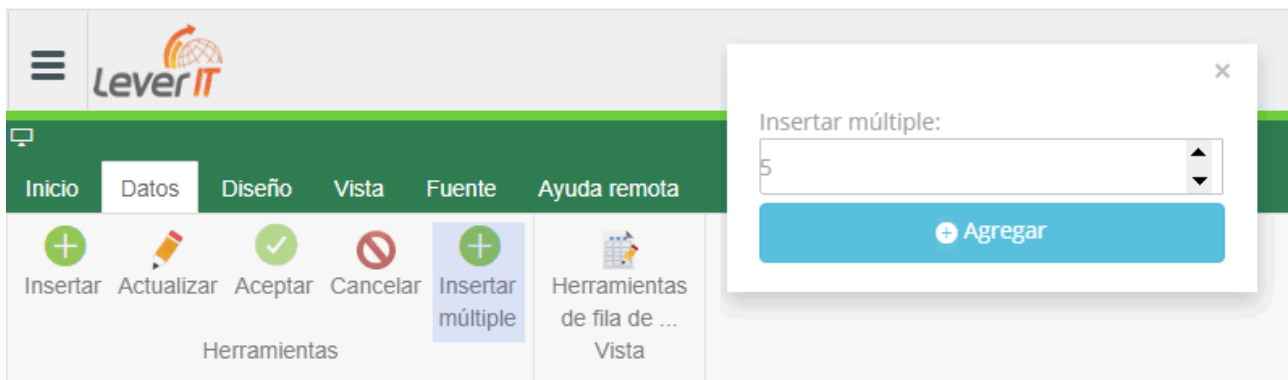 Lever IT
×
Insertar múltiple:
5
Agregar
Inicio Datos Diseño Vista Fuente Ayuda remota
Insertar Actualizar Aceptar Cancelar Insertar múltiple Herramientas de fila de ...
Herramientas Vista